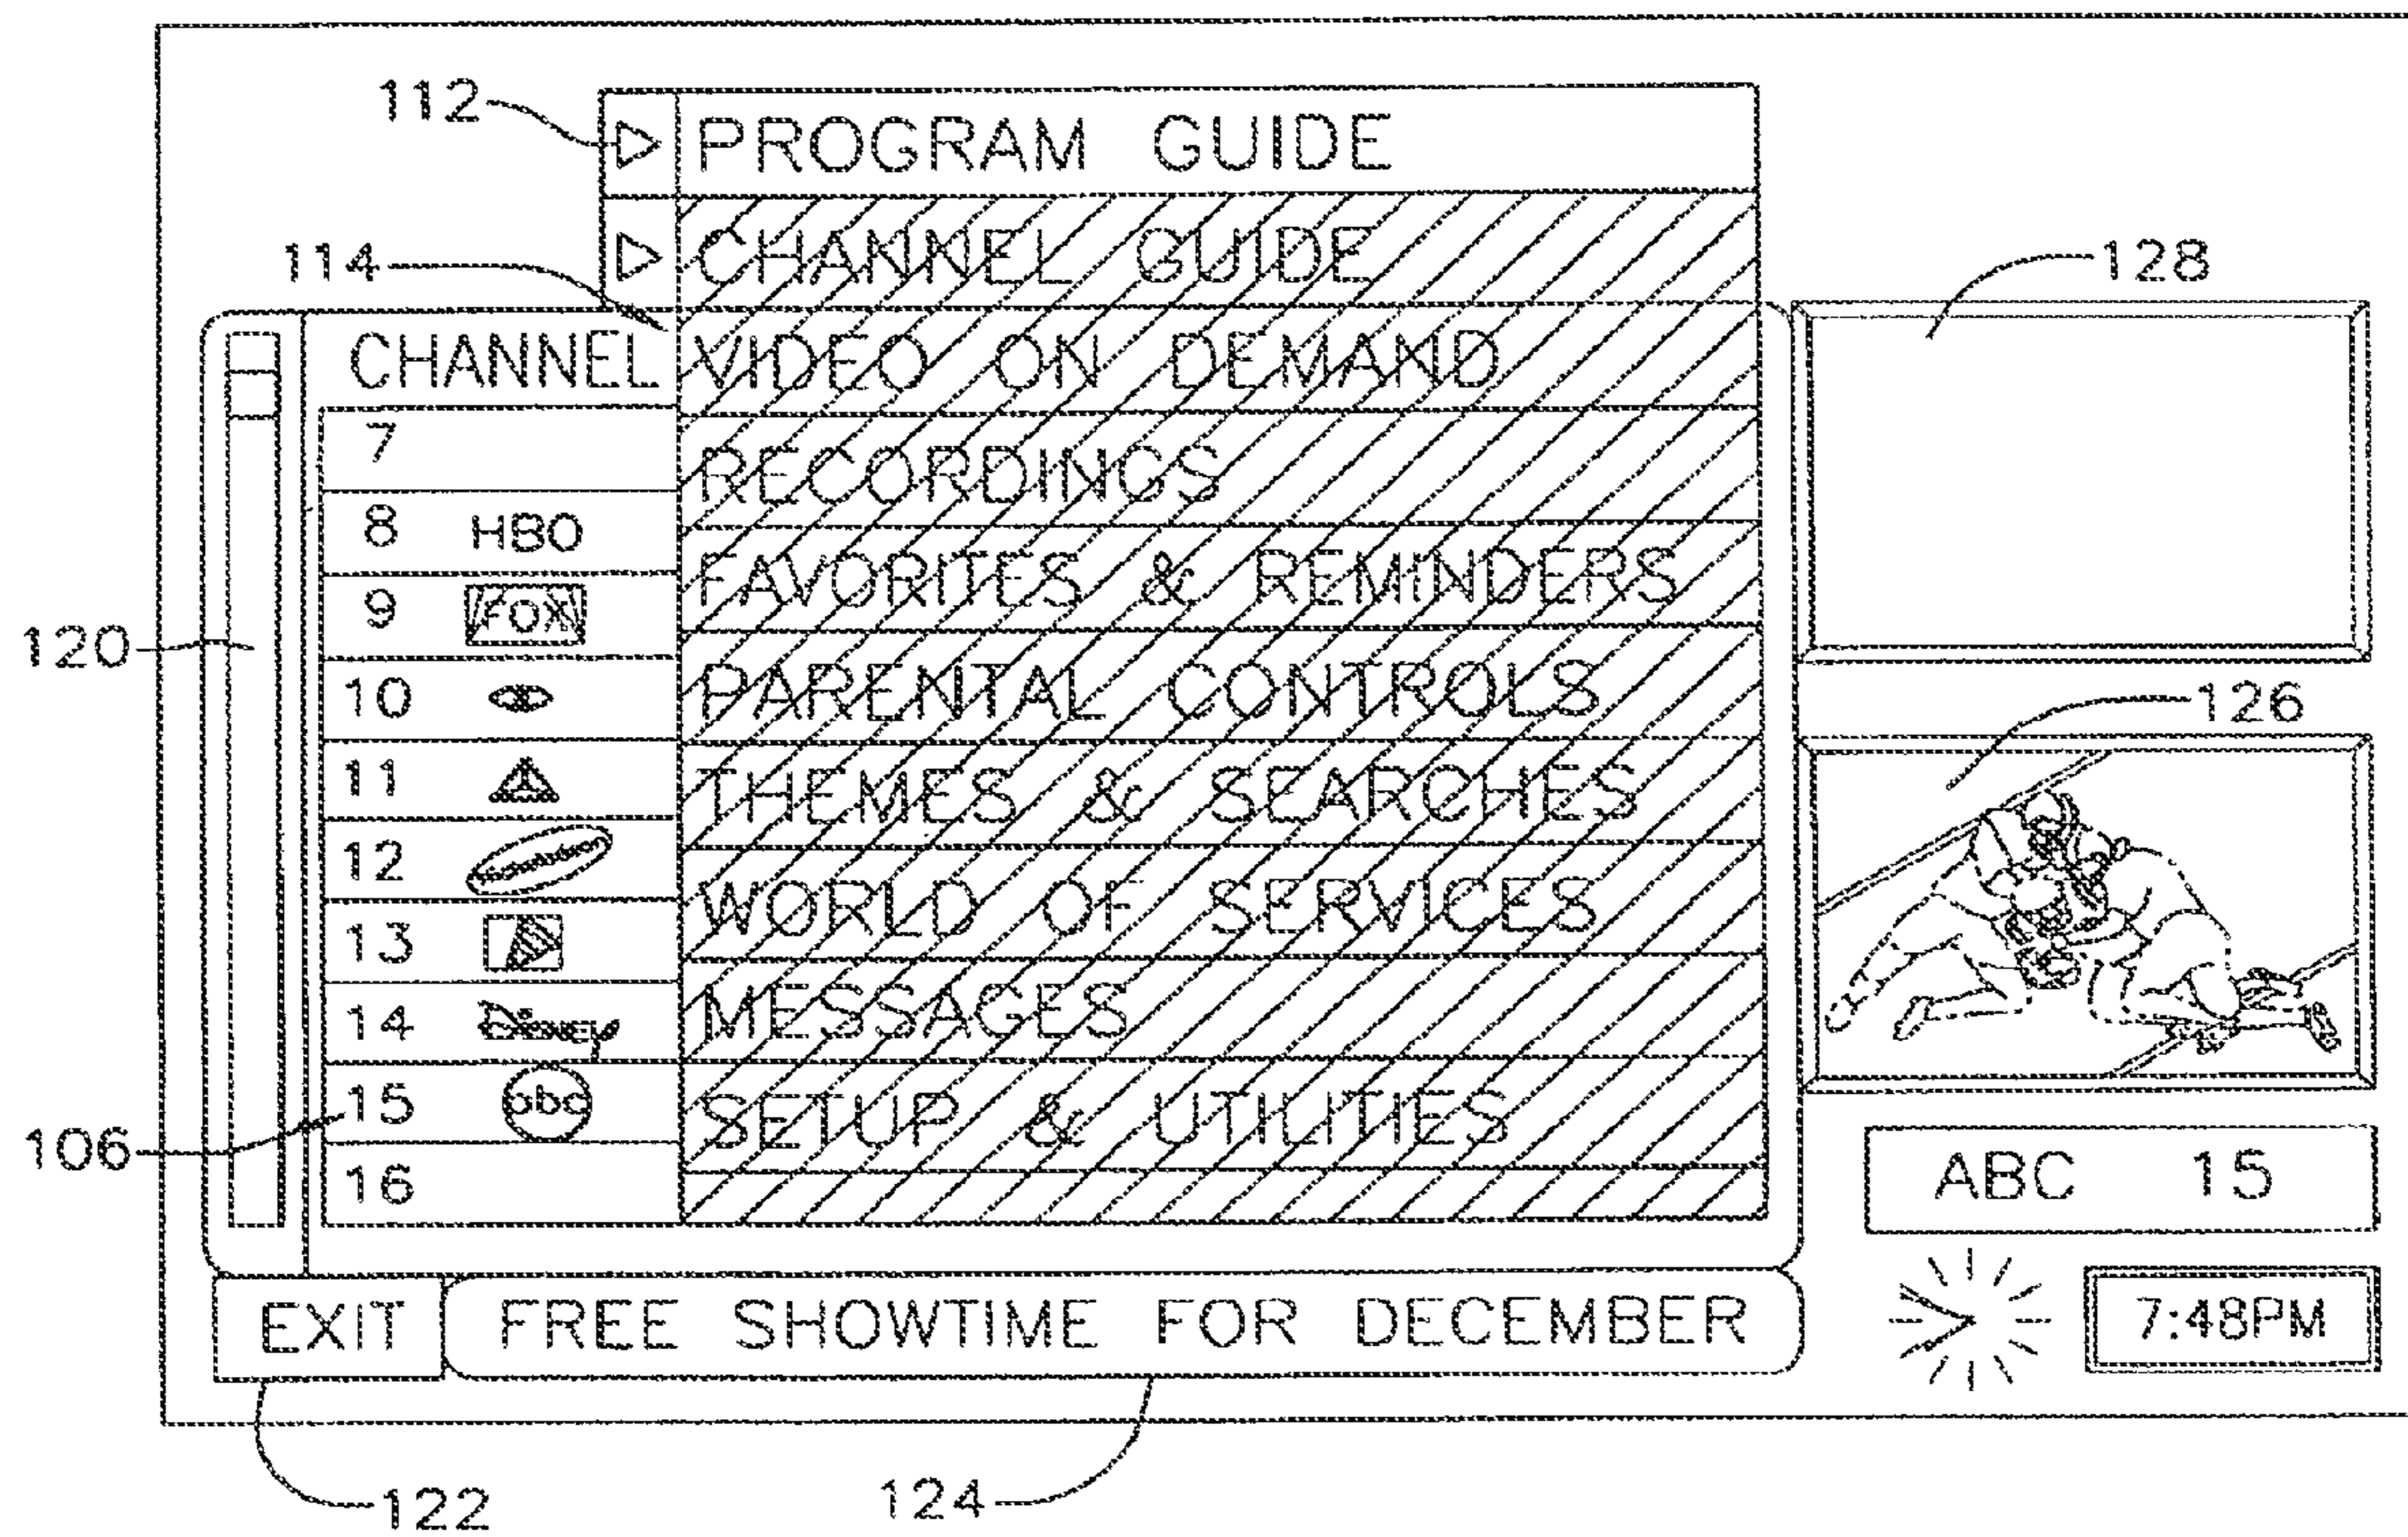 112
PROGRAM GUIDE
114
CHANNEL GUIDE
128
CHANNEL
VIDEO ON DEMAND
7
RECORDINGS
8 HBO
FAVORITES & REMINDERS
9 FOX
120
10
PARENTAL CONTROLS
126
11
THEMES & SEARCHES
12
WORLD OF SERVICES
13
14 Disney
MESSAGES
106
15 abc
SETUP & UTILITIES
16
ABC 15
EXIT
FREE SHOWTIME FOR DECEMBER
7:48PM
122
124